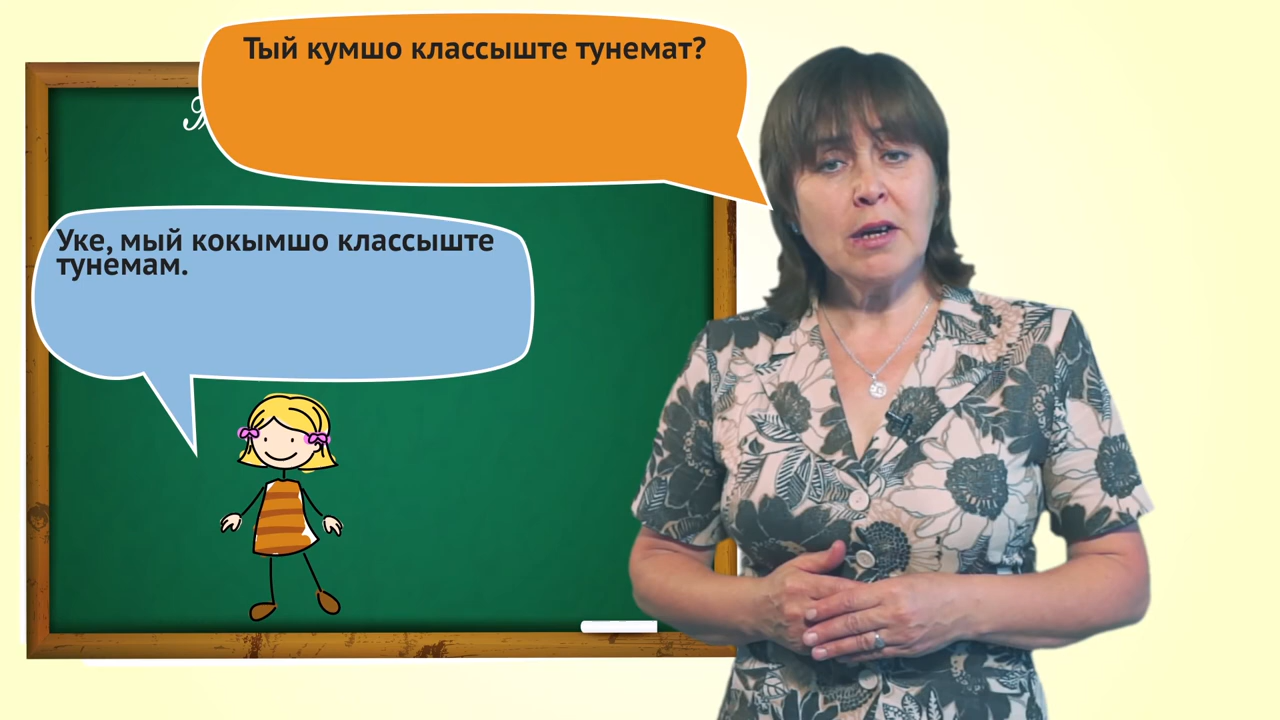 Тый кумшо классыште тунемат?
Уке, мый кокымшо классыште
тунемам.